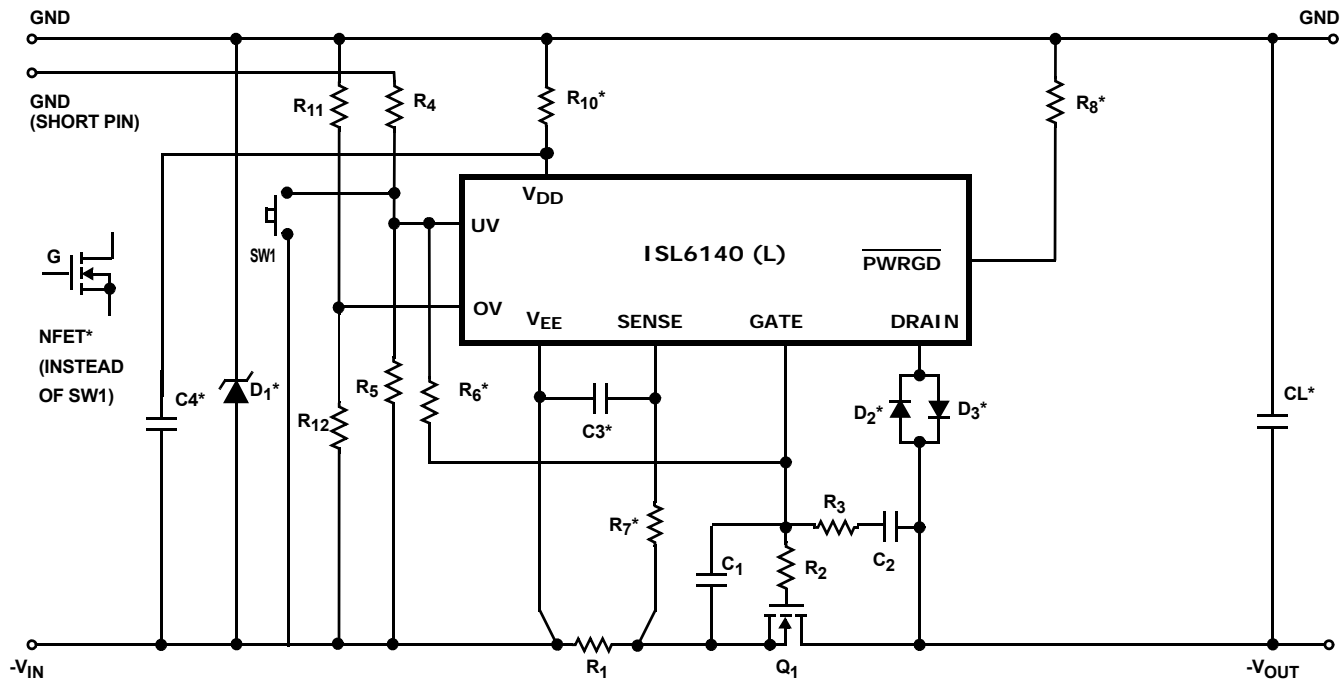 GND
GND
GND
(SHORT PIN)
R11
R4
R10*
R8*
VDD
UV
ISL6140 (L)
PWRGD
SW1
G
OV
VEE
SENSE
GATE
DRAIN
NFET*
(INSTEAD
OF SW1)
C4*
D1*
R5
R6*
R12
C3*
D2*
D3*
CL*
R7*
R3
C1
R2
C2
-VIN
R1
Q1
-VOUT